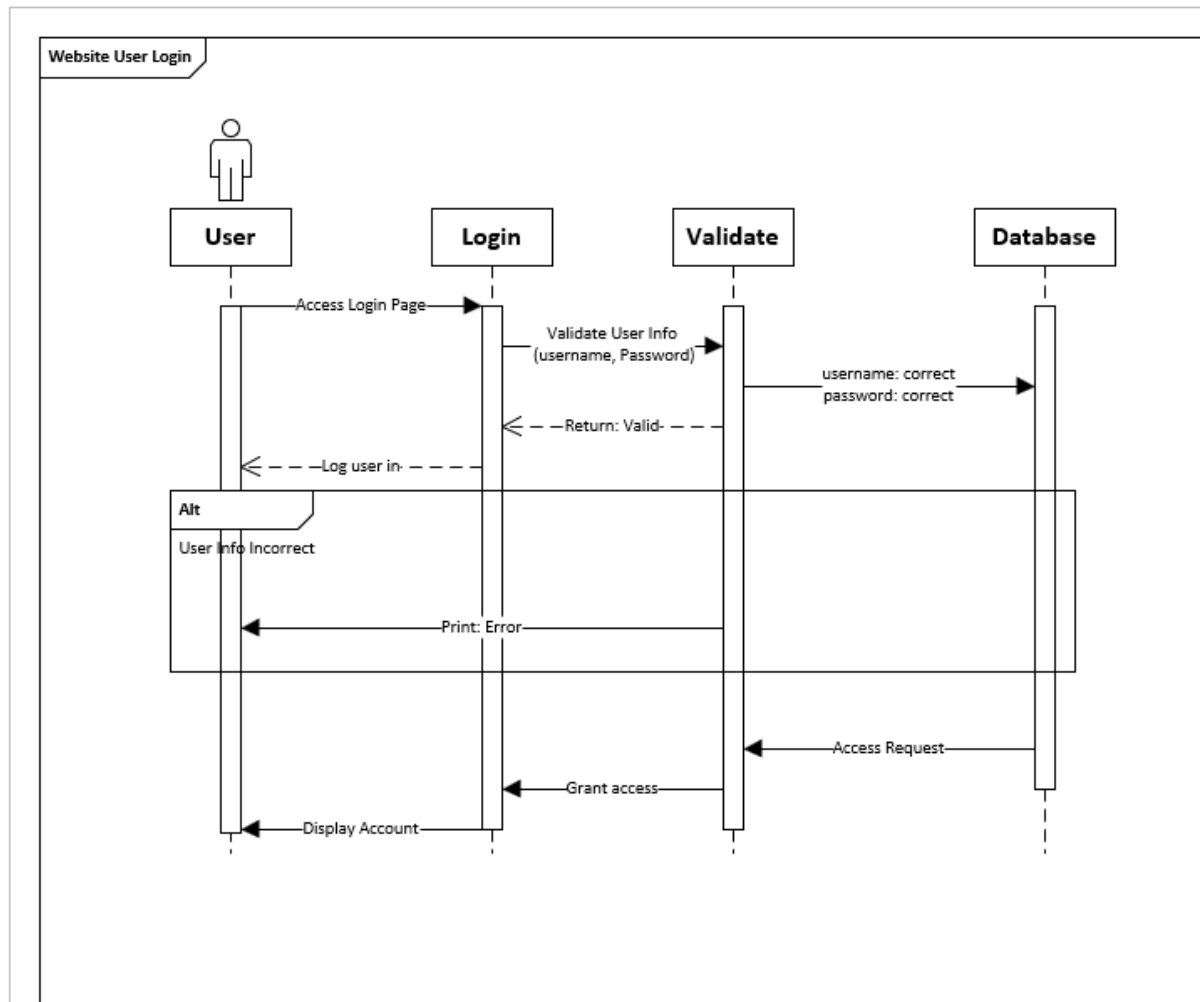 Website User Login
User
Login
Validate
Database
Access Login Page
Validate User Info
(username, Password)
username: correct
password: correct
Return: Valid
Log user in
Alt
User Info Incorrect
Print: Error
Access Request
Grant access
Display Account